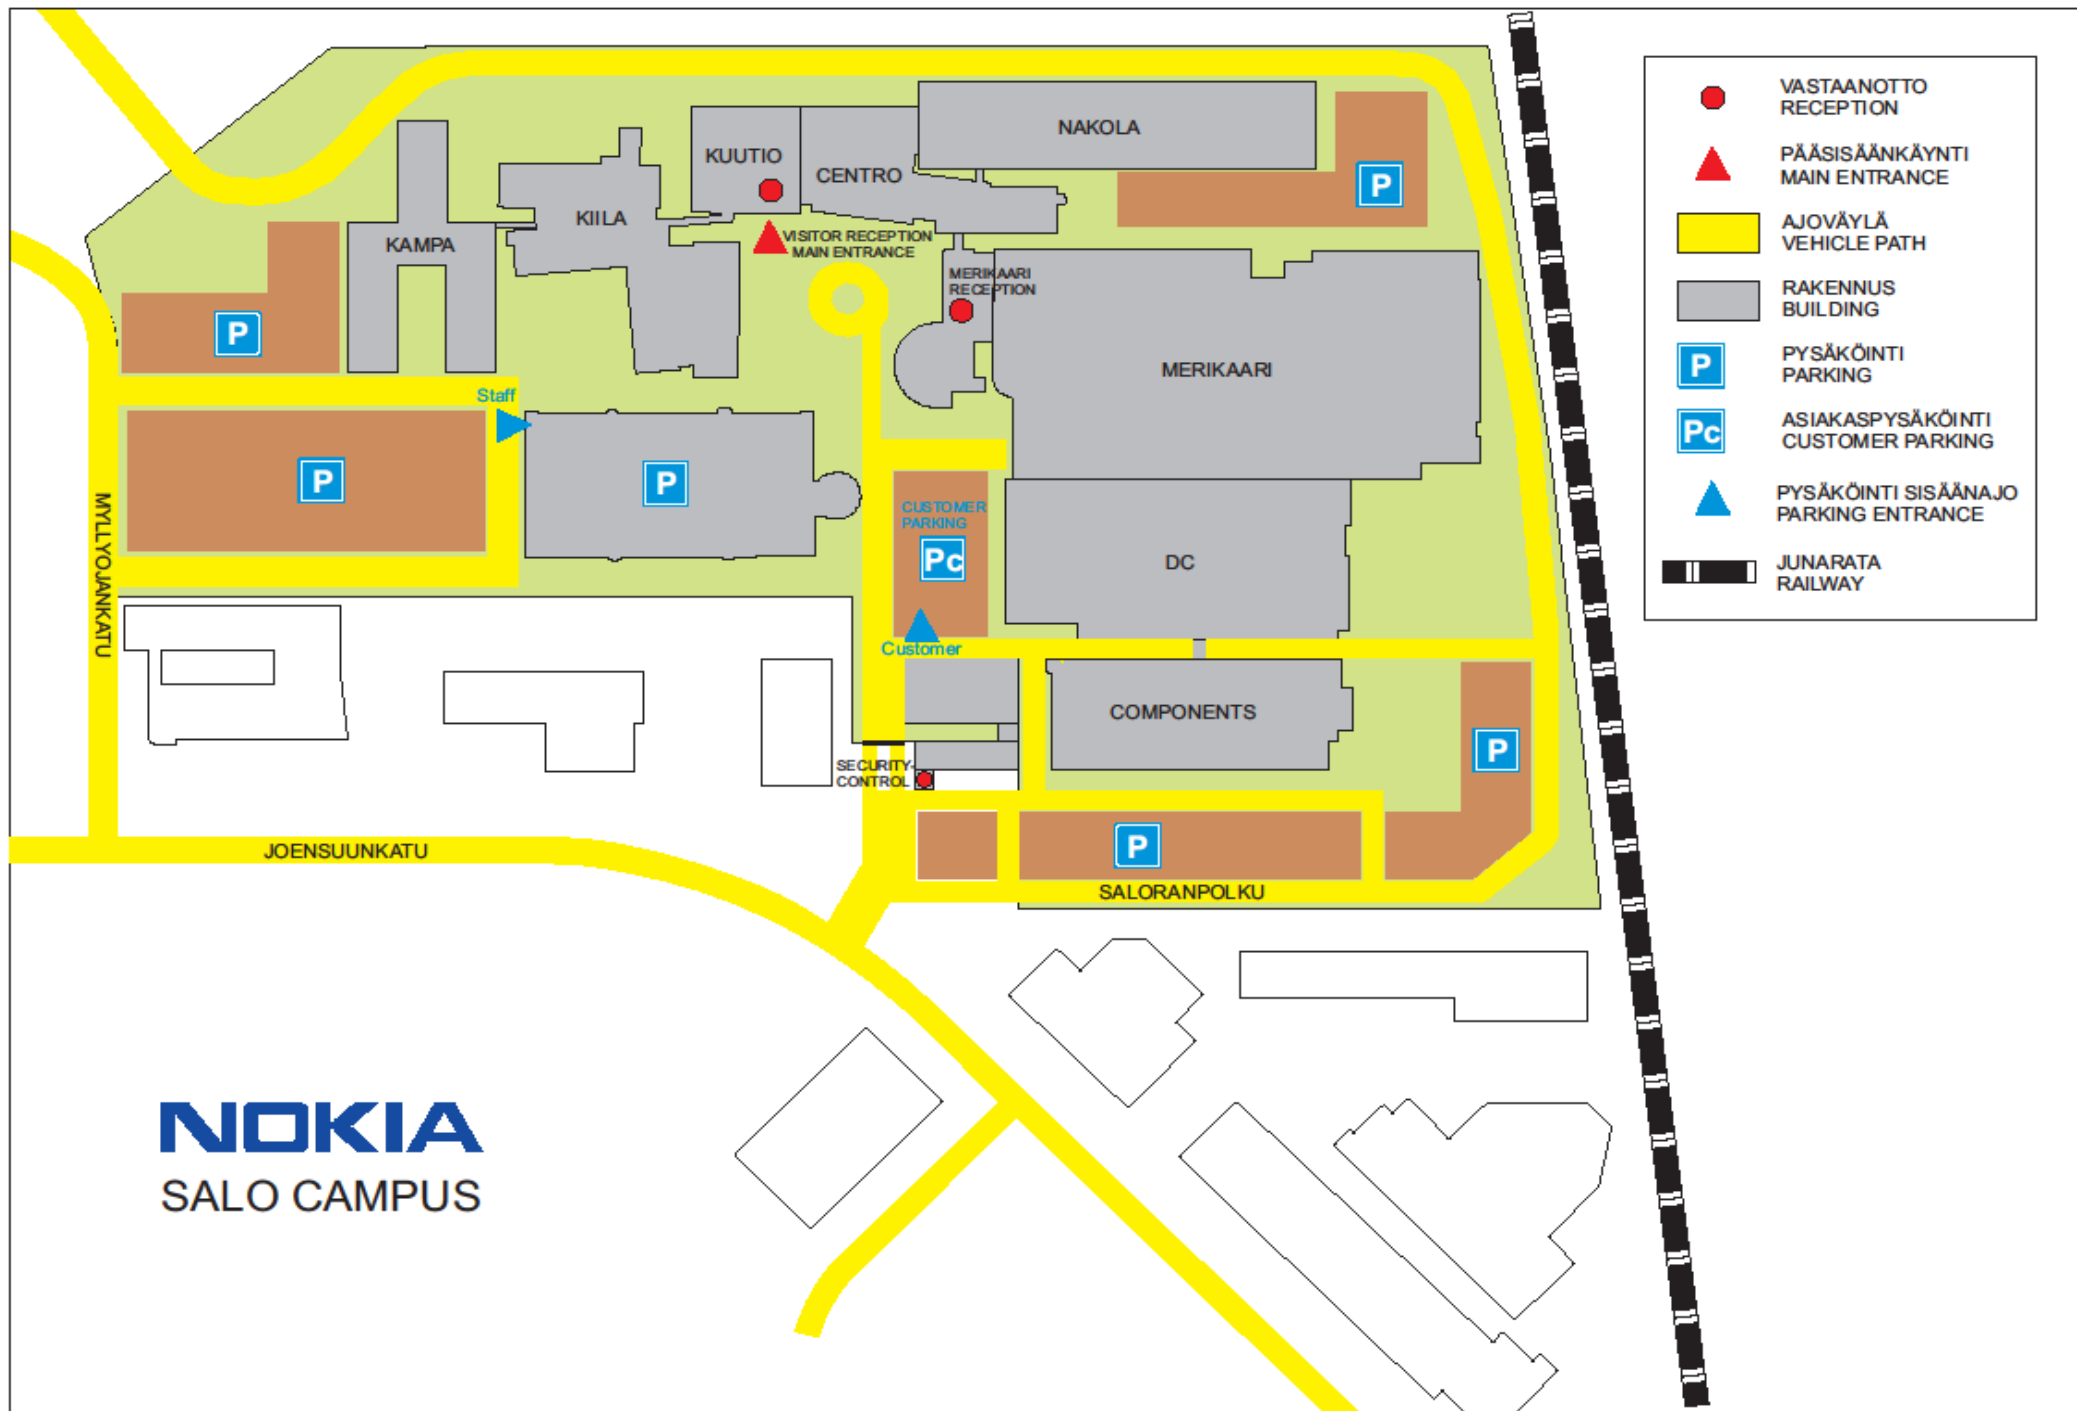 NAKOLA
KUUTIO
CENTRO
P
KIILA
KAMPA
VISITOR RECEPTION
MAIN ENTRANCE
MERIKAARI
RECEPTION
P
MERIKAARI
Staff
P
P
CUSTOMER
PARKING
Pc
DC
MYLLYOJANKATU
Customer
COMPONENTS
P
SECURITY-
CONTROL
P
JOENSUUNKATU
SALORANPOLKU
VASTAANOTTO
RECEPTION
PÄÄSISÄÄNKÄYNTI
MAIN ENTRANCE
AJOVÄYLÄ
VEHICLE PATH
RAKENNUS
BUILDING
P
PYSÄKÖINTI
PARKING
Pc
ASIAKASPYSÄKÖINTI
CUSTOMER PARKING
PYSÄKÖINTI SISÄÄNAJO
PARKING ENTRANCE
JUNARATA
RAILWAY
NOKIA
SALO CAMPUS